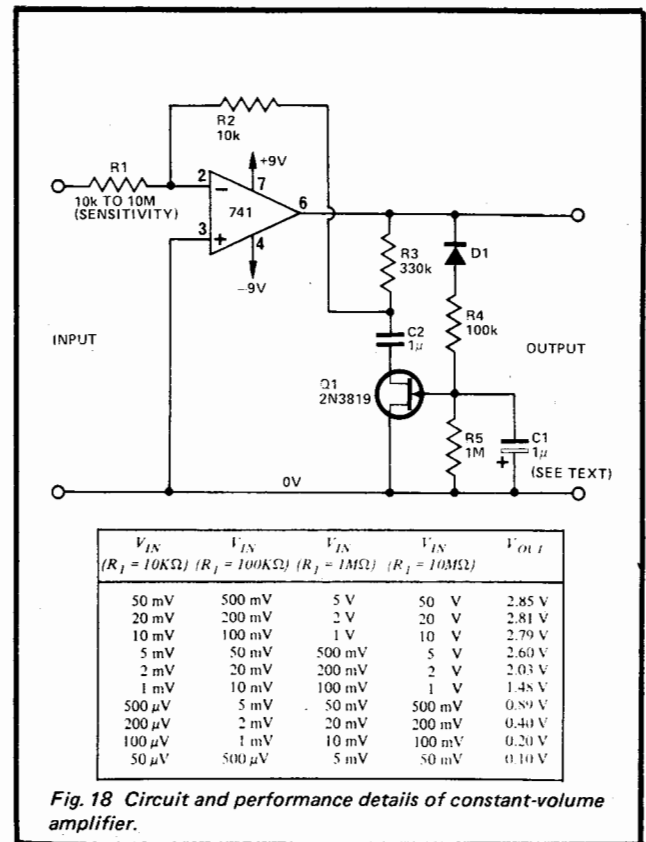 R2
10k
R1
10k TO 10M
(SENSITIVITY)
2
3
+9V
7
741
6
4
-9V
R3
330k
D1
R4
100k
C2
1μ
INPUT
OUTPUT
Q1
2N3819
R5
1M
C1
1μ
+
(SEE TEXT)
0V
V_IN V_IN V_IN V_IN V_OUT
(R_1 = 10KΩ) (R_1 = 100KΩ) (R_1 = 1MΩ) (R_1 = 10MΩ)
50 mV 500 mV 5 V 50 V 2.85 V
20 mV 200 mV 2 V 20 V 2.81 V
10 mV 100 mV 1 V 10 V 2.79 V
5 mV 50 mV 500 mV 5 V 2.60 V
2 mV 20 mV 200 mV 2 V 2.03 V
1 mV 10 mV 100 mV 1 V 1.48 V
500 μV 5 mV 50 mV 500 mV 0.89 V
200 μV 2 mV 20 mV 200 mV 0.40 V
100 μV 1 mV 10 mV 100 mV 0.20 V
50 μV 500 μV 5 mV 50 mV 0.10 V
Fig. 18 Circuit and performance details of constant-volume
amplifier.